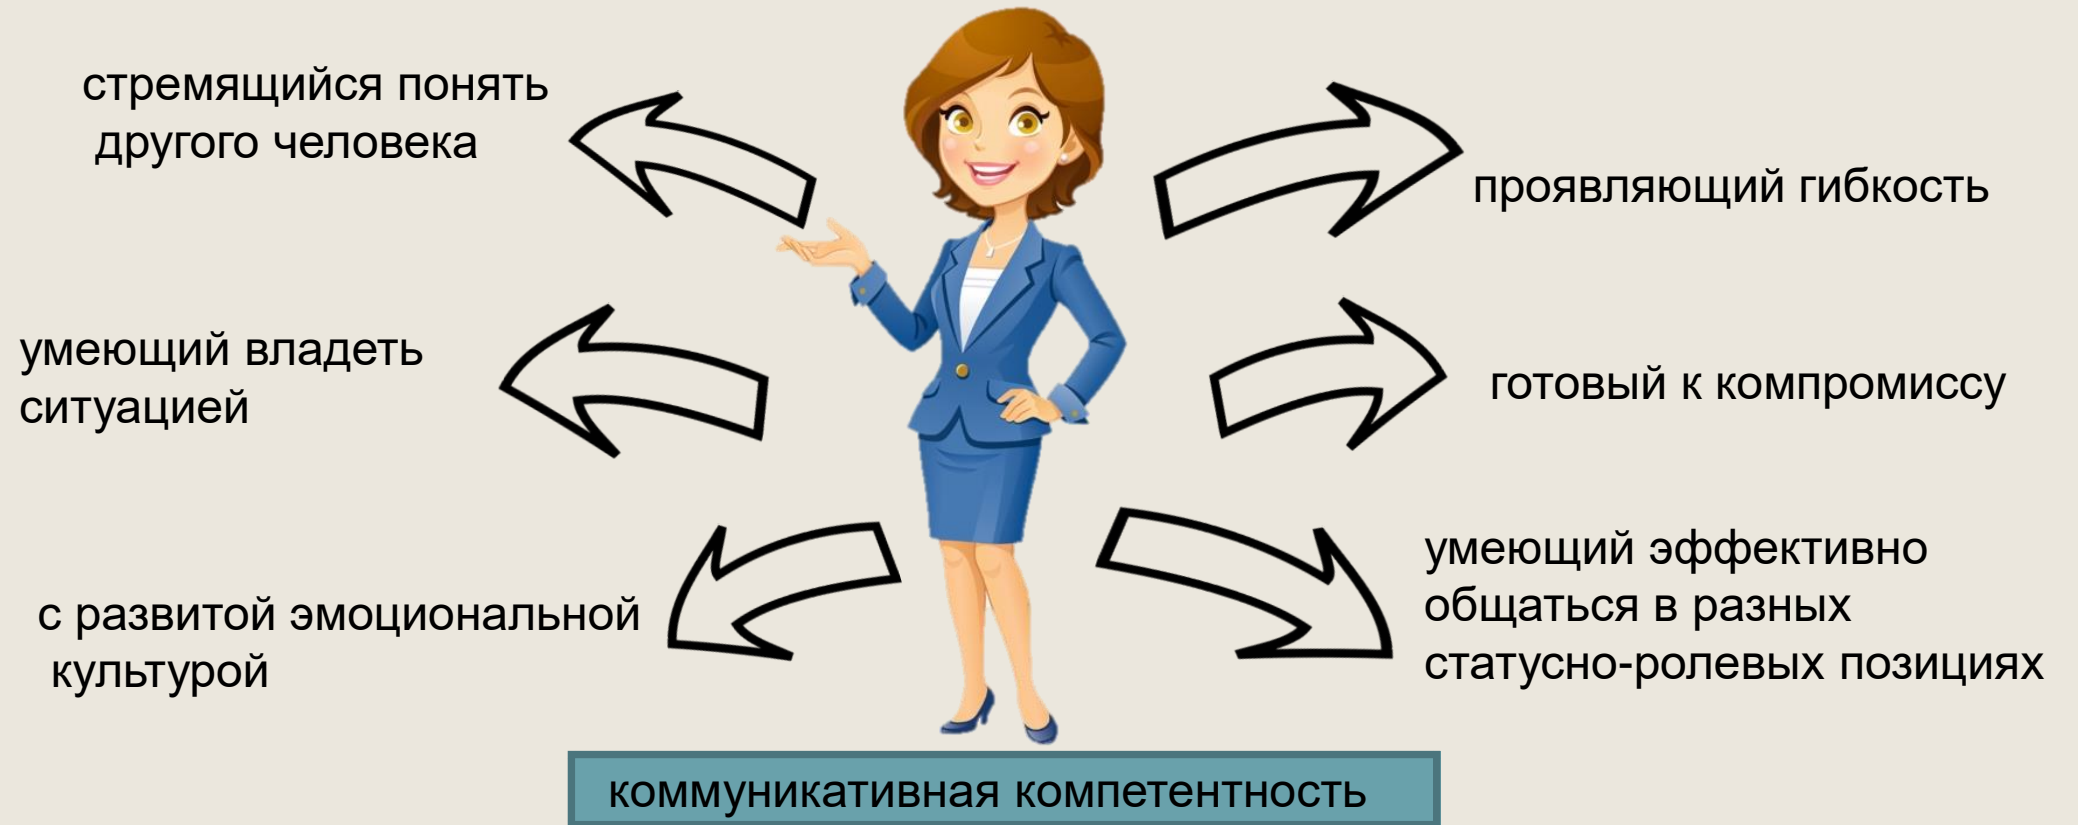 стремящийся понять
другого человека
умеющий владеть
ситуацией
с развитой эмоциональной
культурой
проявляющий гибкость
готовый к компромиссу
умеющий эффективно
общаться в разных
статусно-ролевых позициях
коммуникативная компетентность